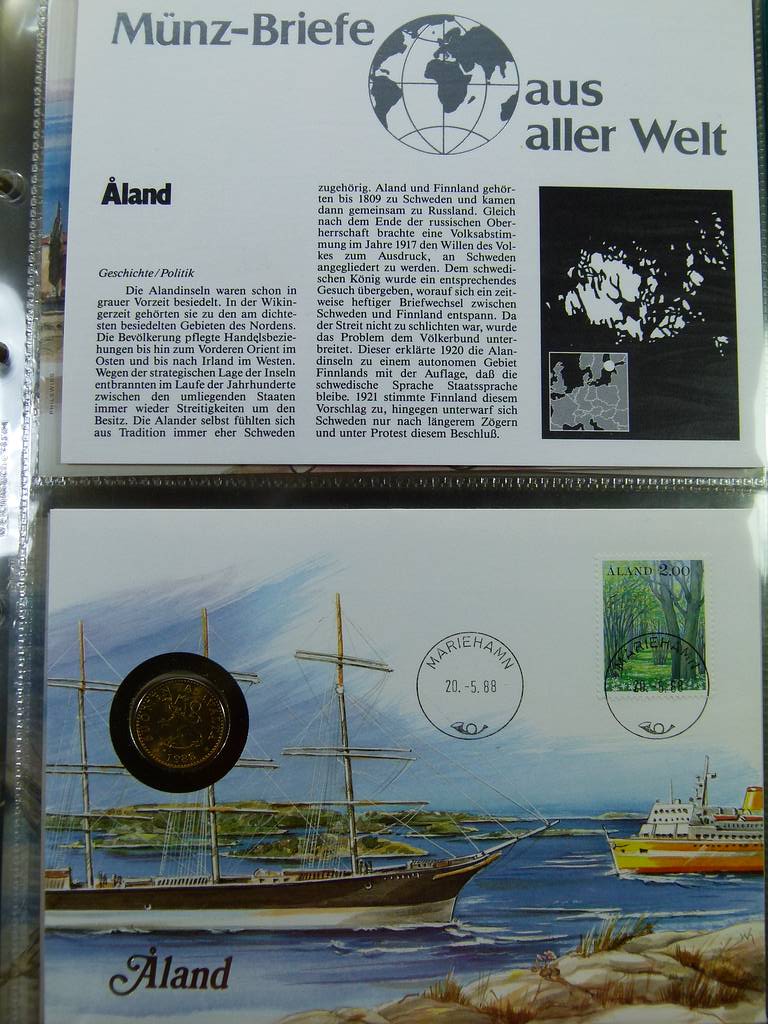 Münz-Briefe
aus
aller Welt
Åland
Geschichte/Politik
Die Alandinseln waren schon in
grauer Vorzeit besiedelt. In der Wikin-
gerzeit gehörten sie zu den am dichte-
sten besiedelten Gebieten des Nordens.
Die Bevölkerung pflegte Handelsbezie-
hungen bis hin zum Vorderen Orient im
Osten und bis nach Irland im Westen.
Wegen der strategischen Lage der Inseln
entbrannten im Laufe der Jahrhunderte
zwischen den umliegenden Staaten
immer wieder Streitigkeiten um den
Besitz. Die Alander selbst fühlten sich
aus Tradition immer eher Schweden
zugehörig. Aland und Finnland gehör-
ten bis 1809 zu Schweden und kamen
dann gemeinsam zu Russland. Gleich
nach dem Ende der russischen Ober-
herrschaft brachte eine Volksabstim-
mung im Jahre 1917 den Willen des Vol-
kes zum Ausdruck, an Schweden
angegliedert zu werden. Dem schwedi-
schen König wurde ein entsprechendes
Gesuch übergeben, worauf sich ein zeit-
weise heftiger Briefwechsel zwischen
Schweden und Finnland entspann. Da
der Streit nicht zu schlichten war, wurde
das Problem dem Völkerbund unter-
breitet. Dieser erklärte 1920 die Alan-
dinseln zu einem autonomen Gebiet
Finnlands mit der Auflage, daß die
schwedische Sprache Staatssprache
bleibe. 1921 stimmte Finnland diesem
Vorschlag zu, hingegen unterwarf sich
Schweden nur nach längerem Zögern
und unter Protest diesem Beschluß.
PHILSWISS
ÅLAND 2.00
MARIEHAMN
20.-5.88
MARIEHAMN
20.-5.88
Åland